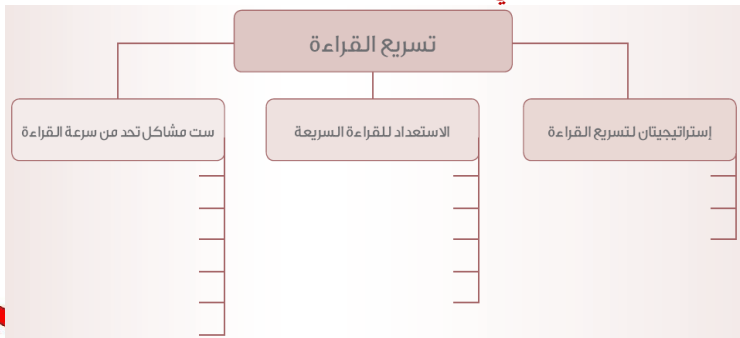 تسريع القراءة
إستراتيجيتان لتسريع القراءة
الاستعداد للقراءة السريعة
ست مشاكل تحد من سرعة القراءة